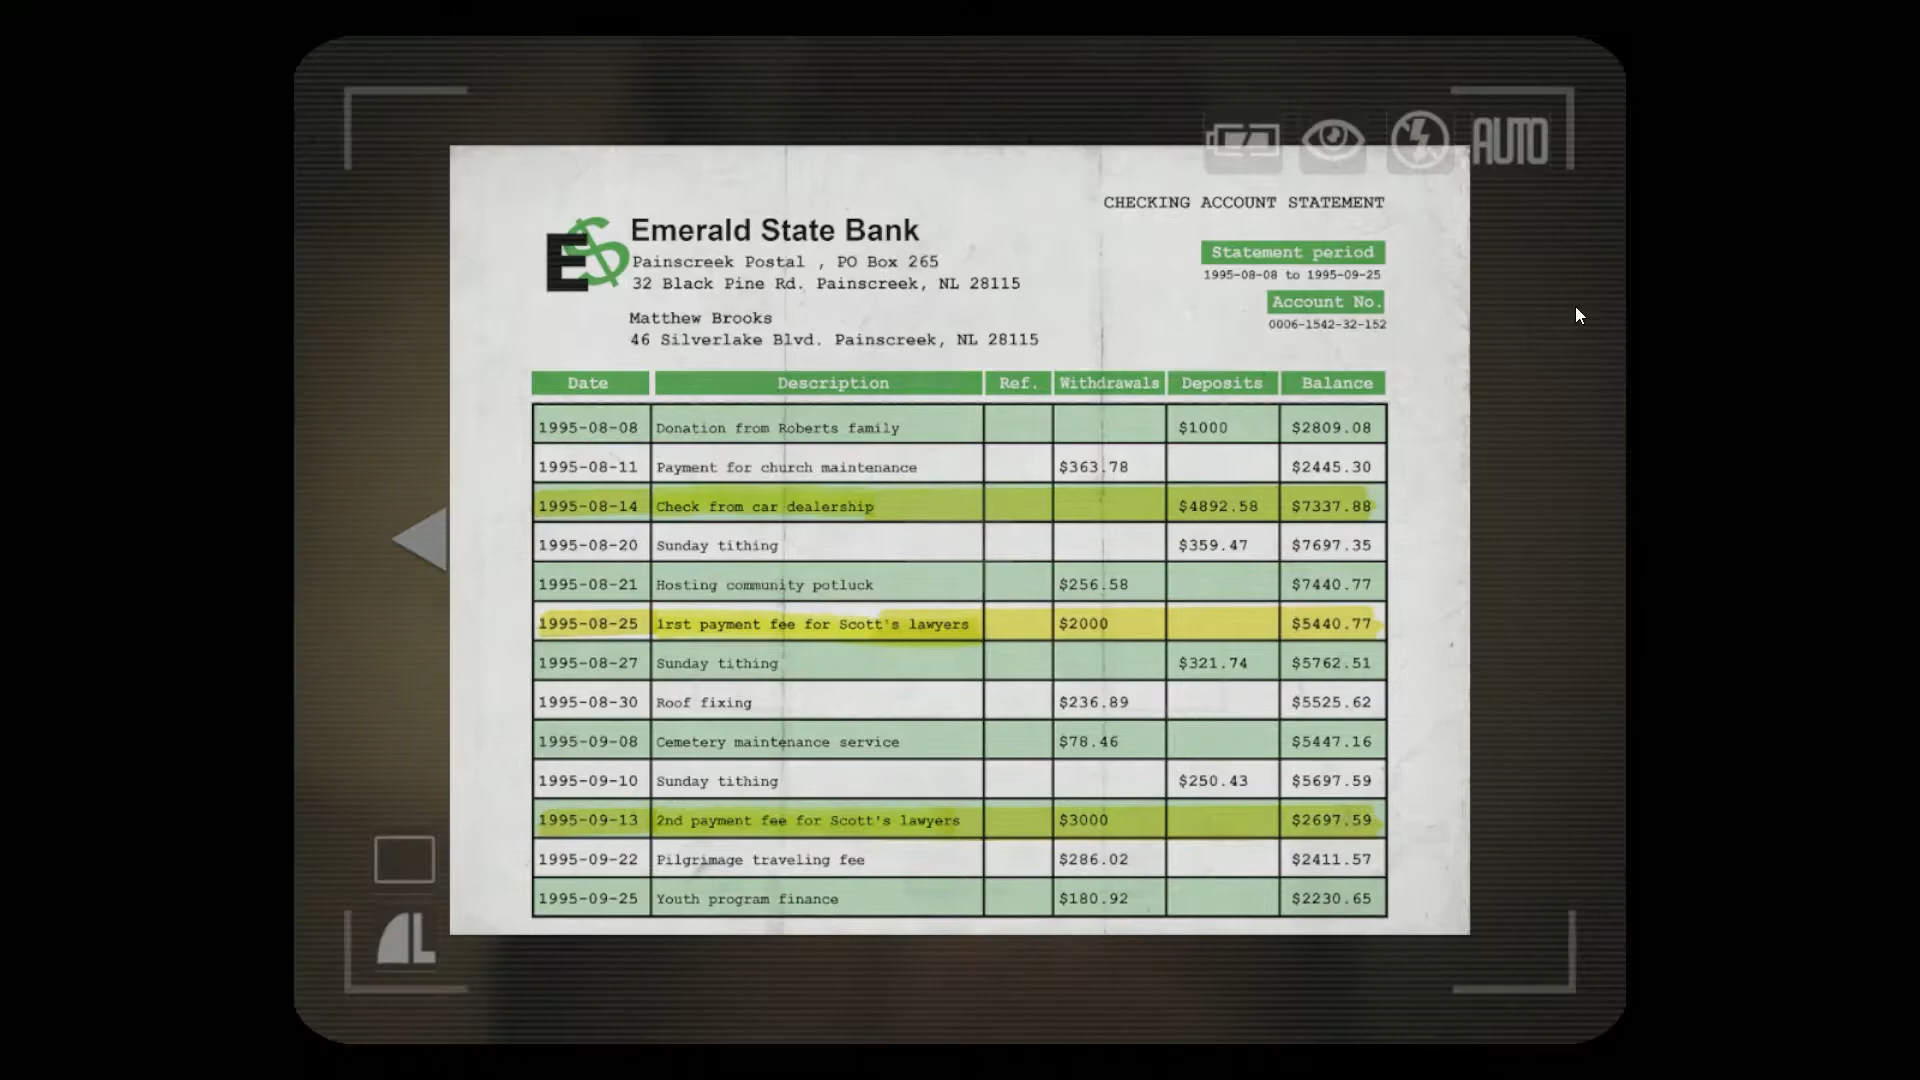 AUTO
CHECKING ACCOUNT STATEMENT
ES
Emerald State Bank
Painscreek Postal , PO Box 265
32 Black Pine Rd. Painscreek, NL 28115
Statement period
1995-08-08 to 1995-09-25
Account No.
0006-1542-32-152
Matthew Brooks
46 Silverlake Blvd. Painscreek, NL 28115
Date Description Ref. Withdrawals Deposits Balance
1995-08-08 Donation from Roberts family $1000 $2809.08
1995-08-11 Payment for church maintenance $363.78 $2445.30
1995-08-14 Check from car dealership $4892.58 $7337.88
1995-08-20 Sunday tithing $359.47 $7697.35
1995-08-21 Hosting community potluck $256.58 $7440.77
1995-08-25 1rst payment fee for Scott's lawyers $2000 $5440.77
1995-08-27 Sunday tithing $321.74 $5762.51
1995-08-30 Roof fixing $236.89 $5525.62
1995-09-08 Cemetery maintenance service $78.46 $5447.16
1995-09-10 Sunday tithing $250.43 $5697.59
1995-09-13 2nd payment fee for Scott's lawyers $3000 $2697.59
1995-09-22 Pilgrimage traveling fee $286.02 $2411.57
1995-09-25 Youth program finance $180.92 $2230.65
L